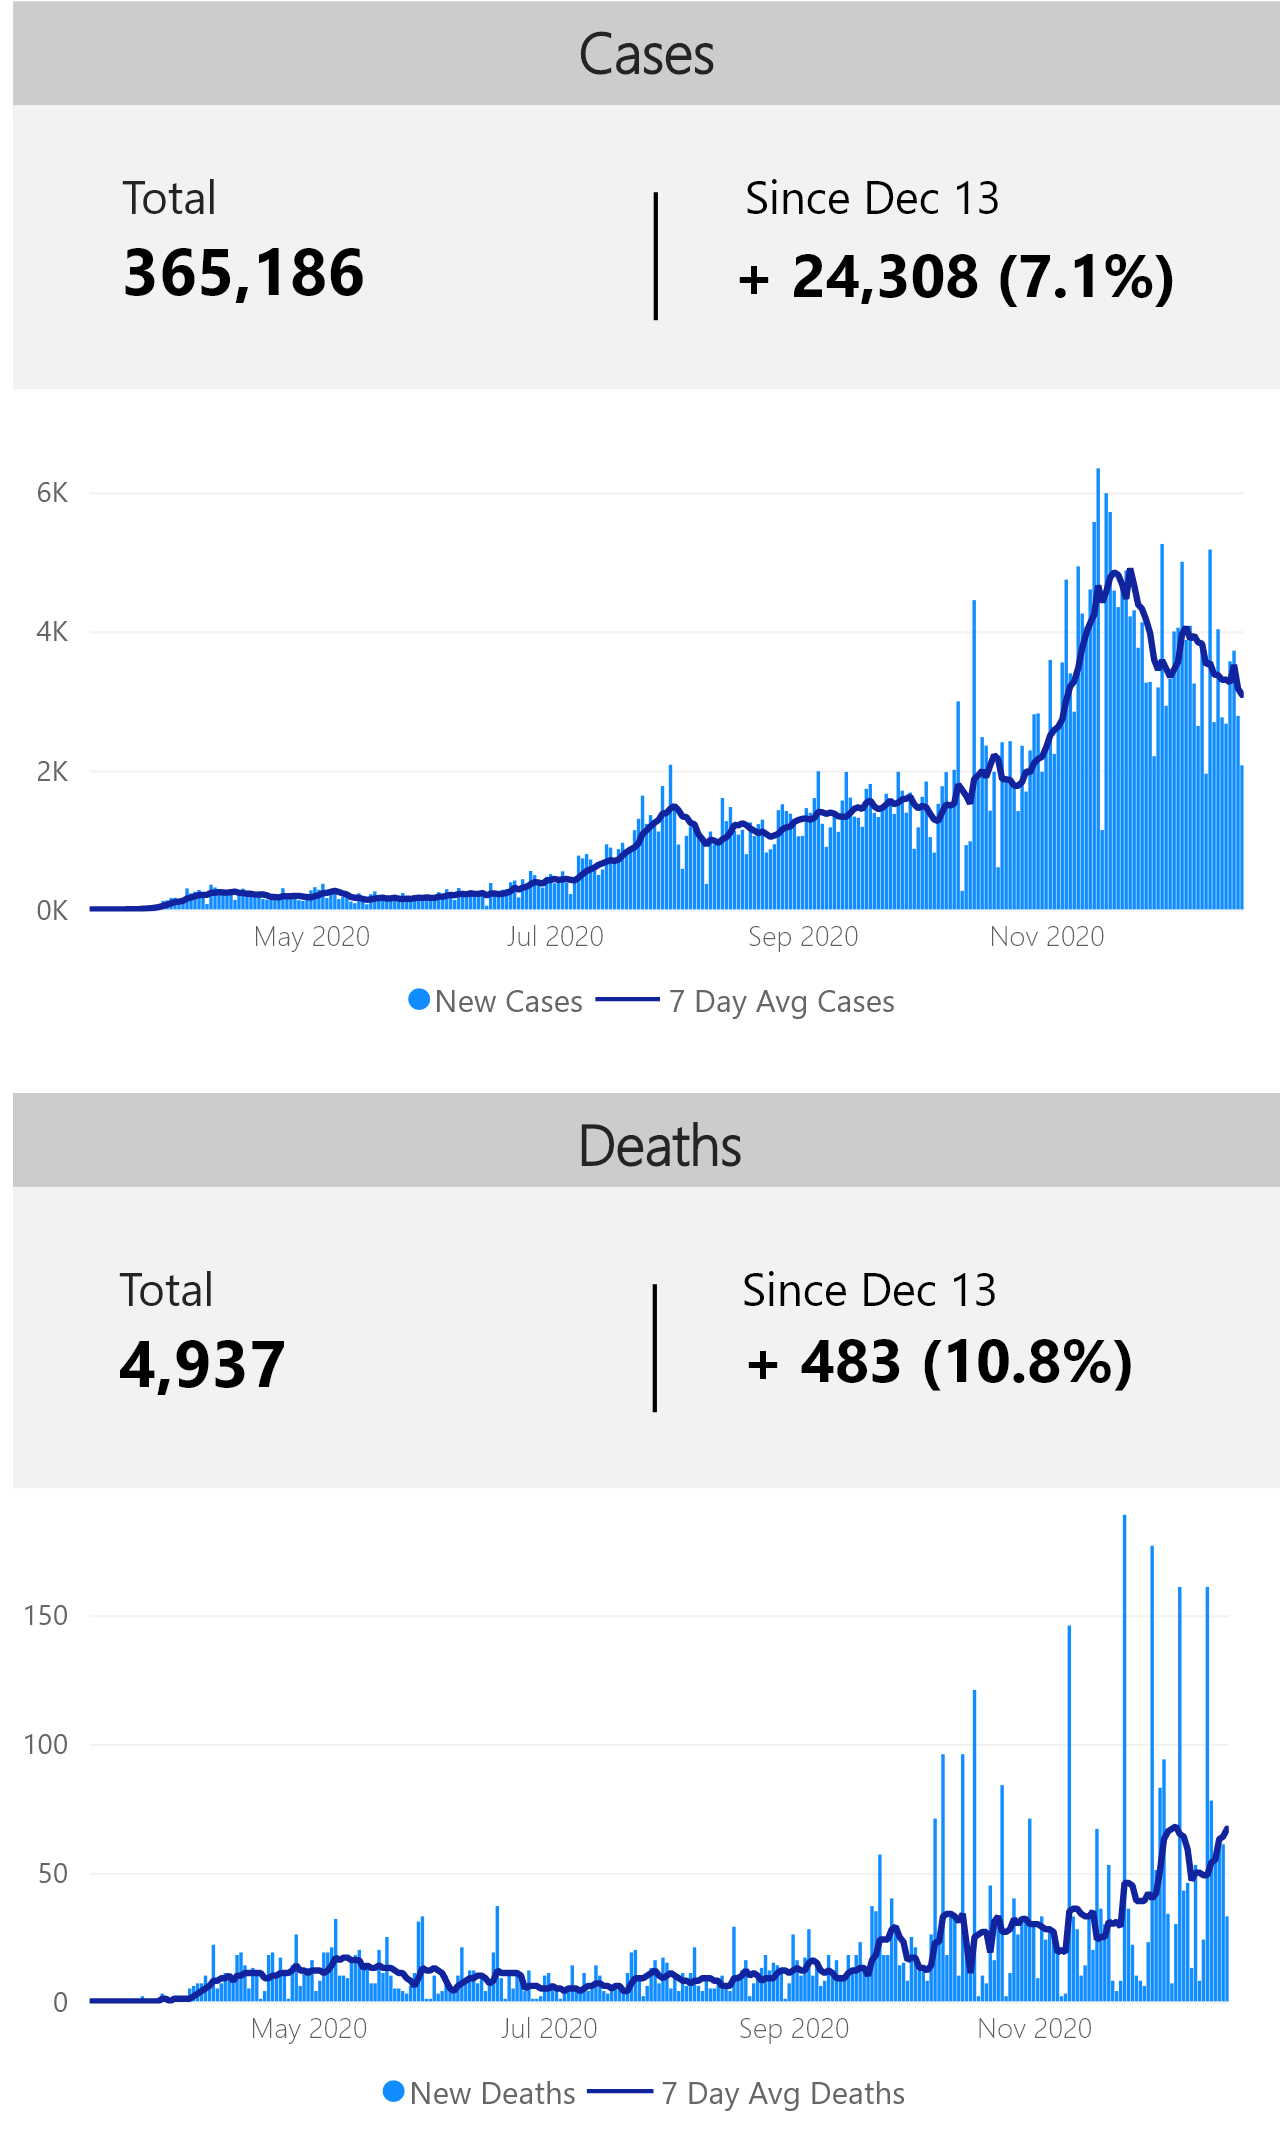 Cases
Total
Since Dec 13
365,186
+ 24,308 (7.1%)
6K
4K
2K
0K
May 2020
Jul 2020
Sep 2020
Nov 2020
New Cases
7 Day Avg Cases
Deaths
Total
Since Dec 13
4,937
+ 483 (10.8%)
150
100
50
0
May 2020
Jul 2020
Sep 2020
Nov 2020
New Deaths
7 Day Avg Deaths